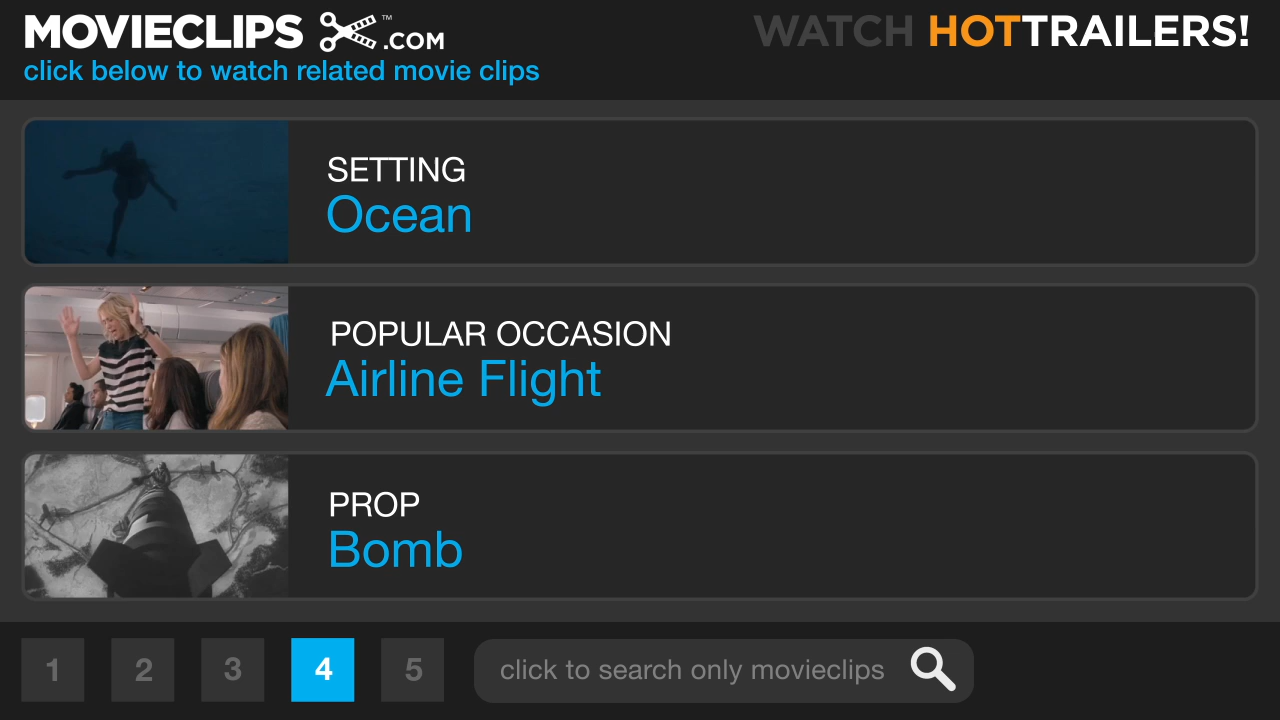 MOVIECLIPS ™ .COM
WATCH HOTTRAILERS!
click below to watch related movie clips
SETTING
Ocean
POPULAR OCCASION
Airline Flight
PROP
Bomb
1 2 3 4 5
click to search only movieclips